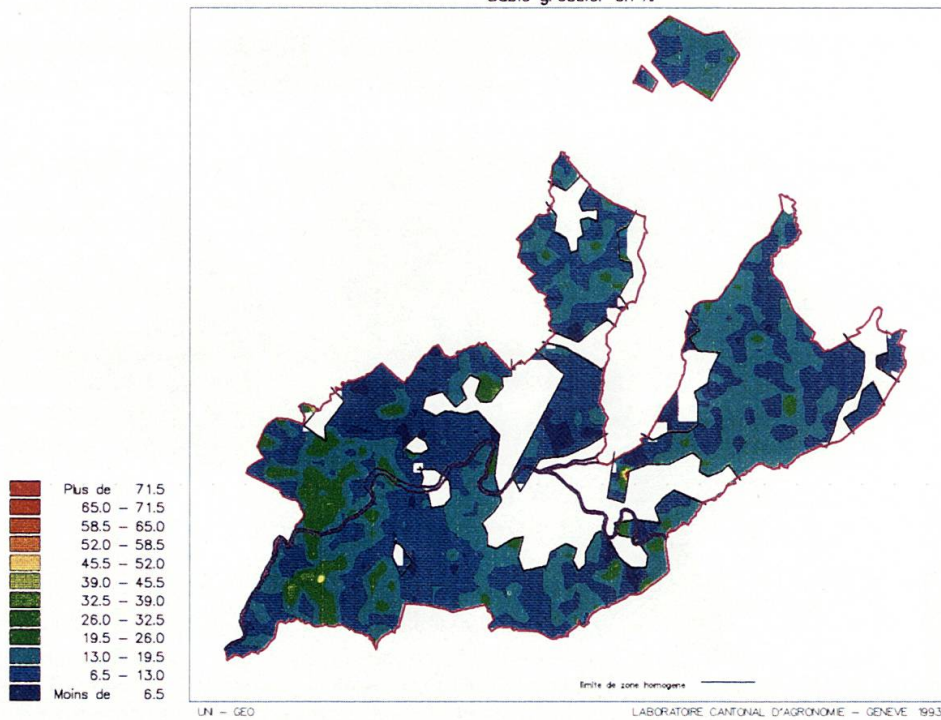 Plus de 71.5
65.0 – 71.5
58.5 – 65.0
52.0 – 58.5
45.5 – 52.0
39.0 – 45.5
32.5 – 39.0
26.0 – 32.5
19.5 – 26.0
13.0 – 19.5
6.5 – 13.0
Moins de 6.5
limite de zone homogene
UNI – GEO
LABORATOIRE CANTONAL D'AGRONOMIE – GENEVE 1993